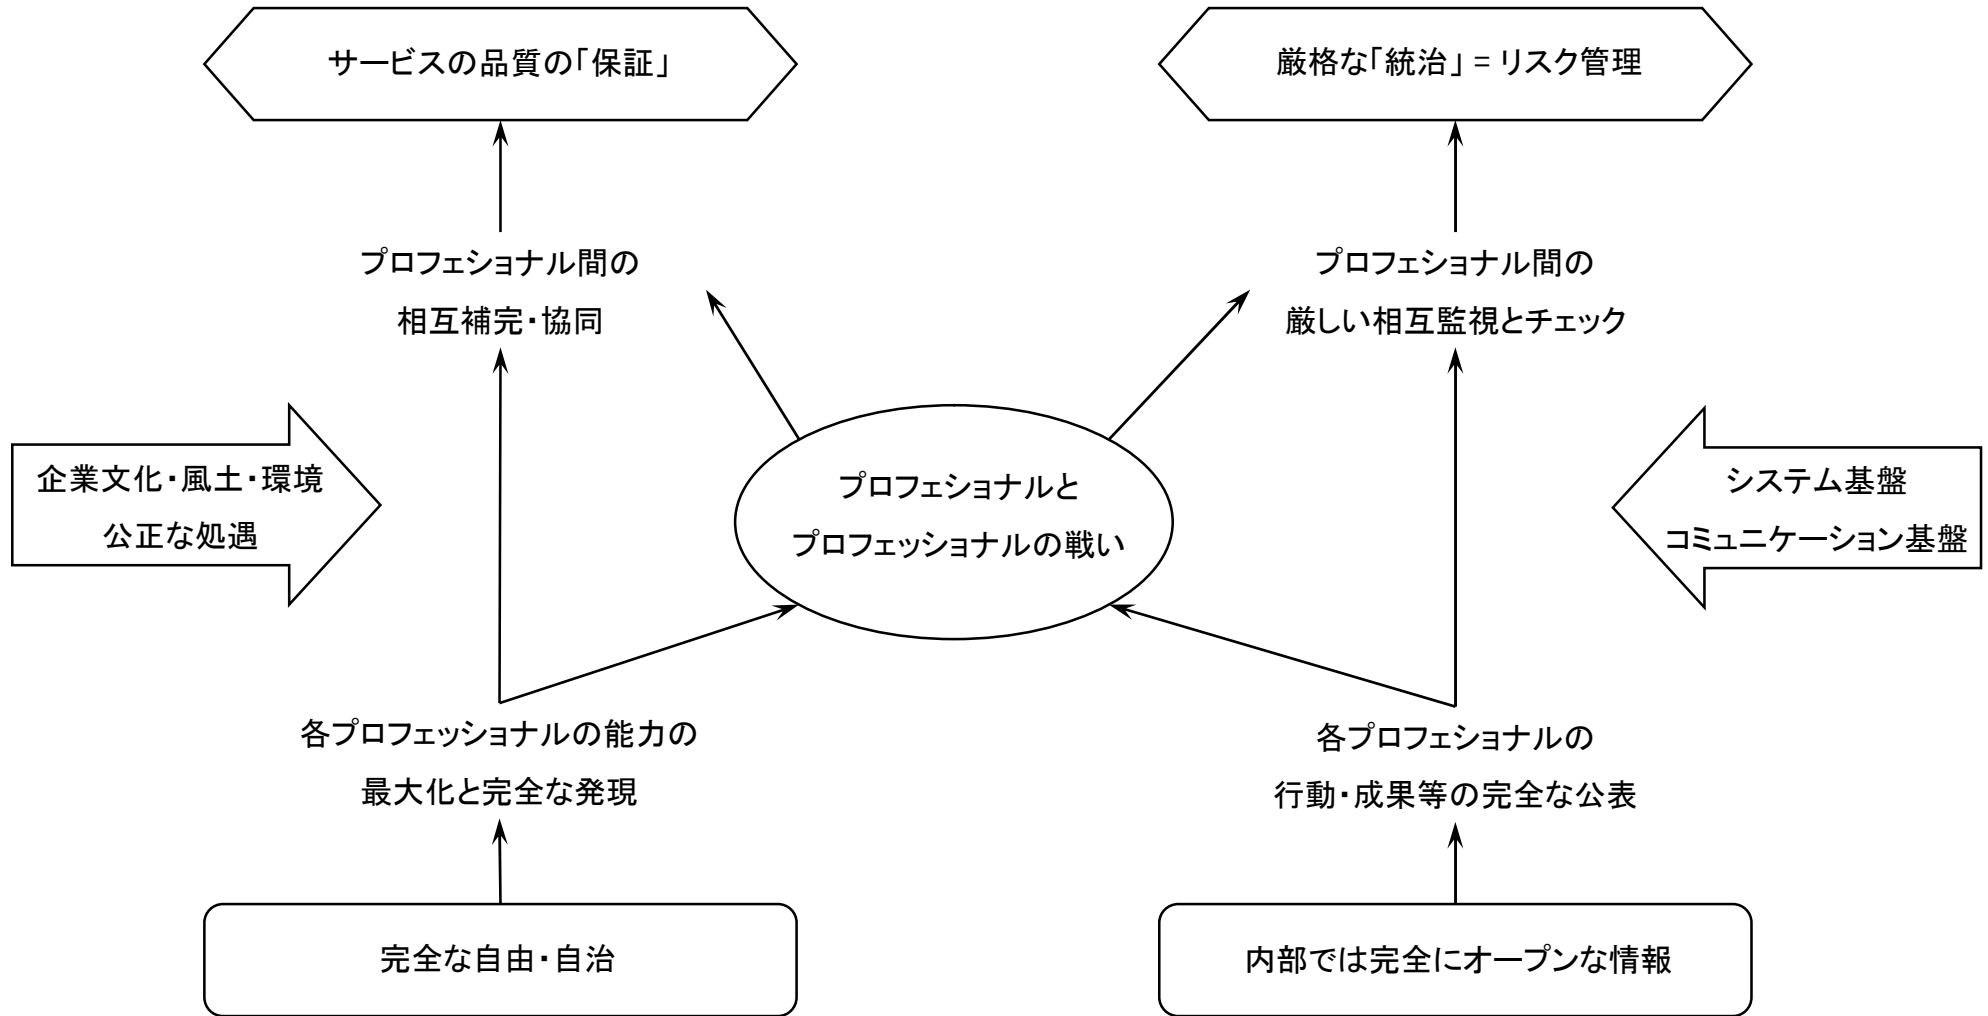 サービスの品質の「保証」
厳格な「統治」 = リスク管理
プロフェショナル間の
相互補完・協同
プロフェショナル間の
厳しい相互監視とチェック
企業文化・風土・環境
公正な処遇
プロフェショナルと
プロフェッショナルの戦い
システム基盤
コミュニケーション基盤
各プロフェッショナルの能力の
最大化と完全な発現
各プロフェショナルの
行動・成果等の完全な公表
完全な自由・自治
内部では完全にオープンな情報